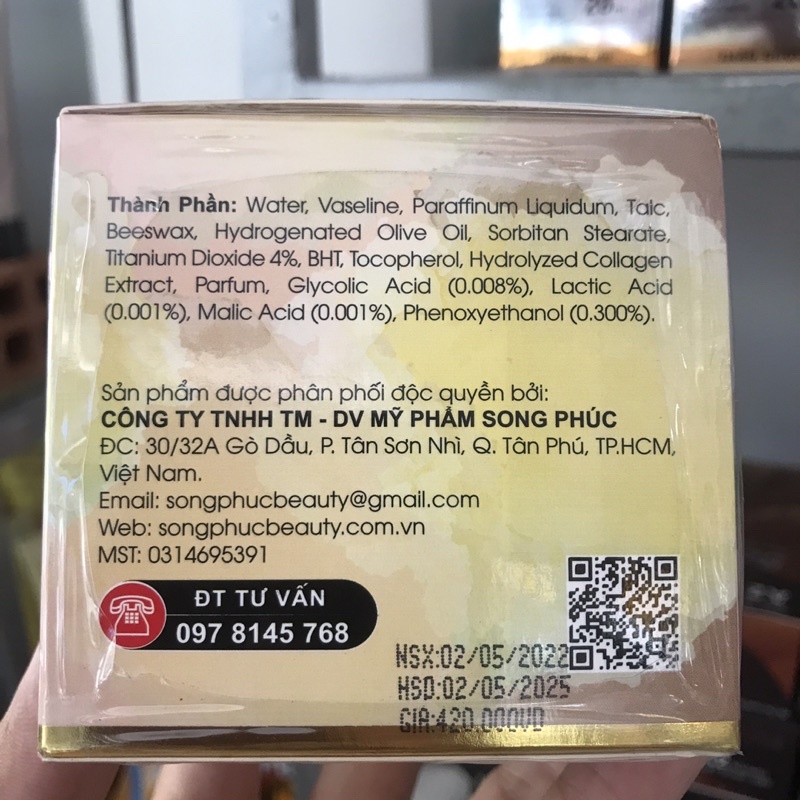 Thành Phần: Water, Vaseline, Paraffinum Liquidum, Taic,
Beeswax, Hydrogenated Olive Oil, Sorbitan Stearate,
Titanium Dioxide 4%, BHT, Tocopherol, Hydrolyzed Collagen
Extract, Parfum, Glycolic Acid (0.008%), Lactic Acid
(0.001%), Malic Acid (0.001%), Phenoxyethanol (0.300%).
Sản phẩm được phân phối độc quyền bởi:
CÔNG TY TNHH TM - DV MỸ PHẨM SONG PHÚC
ĐC: 30/32A Gò Dầu, P. Tân Sơn Nhì, Q. Tân Phú, TP.HCM,
Việt Nam.
Email: songphucbeauty@gmail.com
Web: songphucbeauty.com.vn
MST: 0314695391
ĐT TƯ VẤN
097 8145 768
NSX:02/05/2022
HSD:02/05/2025
GIA:420.000VD